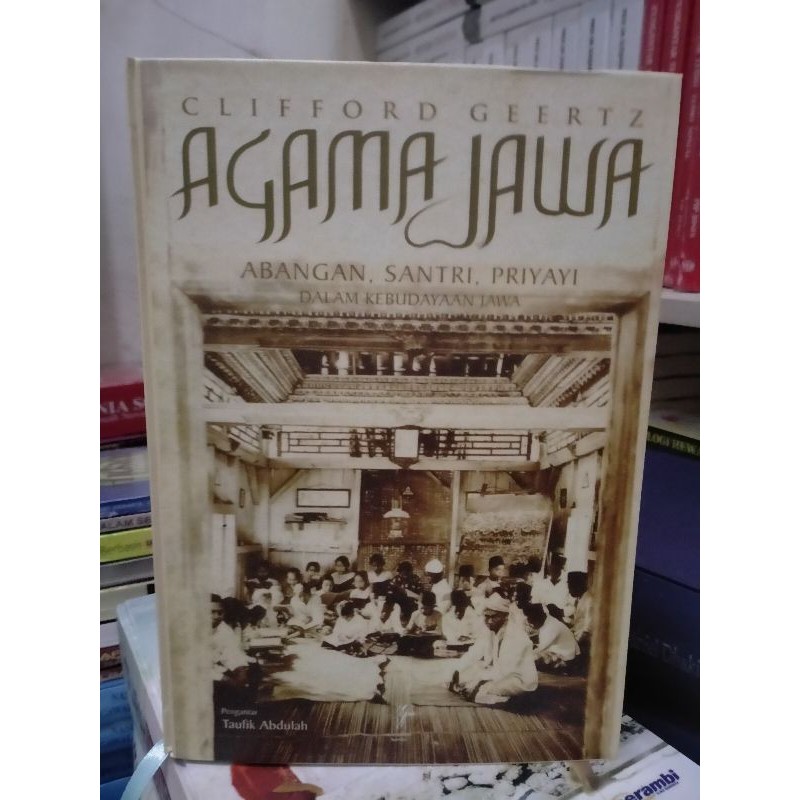 CLIFFORD GEERTZ
AGAMA JAWA
ABANGAN, SANTRI, PRIYAYI
DALAM KEBUDAYAAN JAWA
Pengantar
Taufik Abdulah